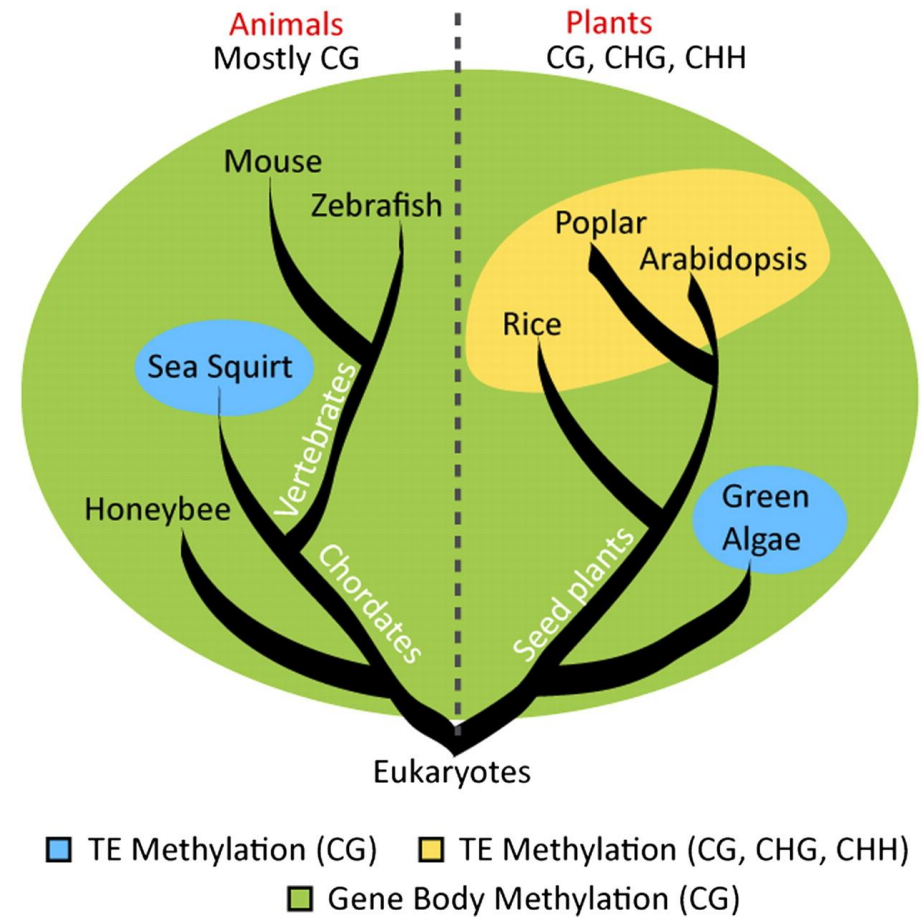 Animals
Mostly CG
Plants
CG, CHG, CHH
Mouse
Zebrafish
Poplar
Arabidopsis
Rice
Sea Squirt
Vertebrates
Honeybee
Green
Algae
Chordates
Seed plants
Eukaryotes
TE Methylation (CG)
TE Methylation (CG, CHG, CHH)
Gene Body Methylation (CG)